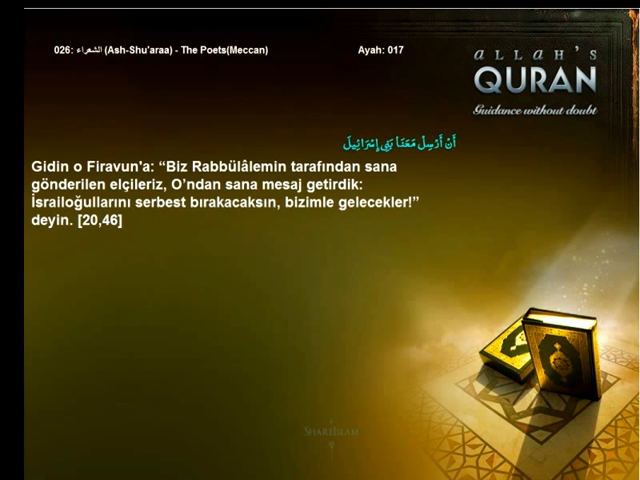 026: الشعراء (Ash-Shu'araa) - The Poets(Meccan) Ayah: 017
ALLAH'S
QURAN
Guidance without doubt
أَنْ أَرْسِلْ مَعَنَا بَنِي إِسْرَائِيلَ
Gidin o Firavun'a: “Biz Rabbülâlemin tarafından sana
gönderilen elçileriz, O’ndan sana mesaj getirdik:
İsrailoğullarını serbest bırakacaksın, bizimle gelecekler!”
deyin. [20,46]
SHAREISLAM